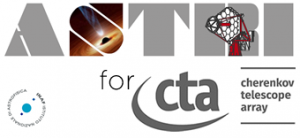 ASTRI
for cta
cherenkov
telescope
array